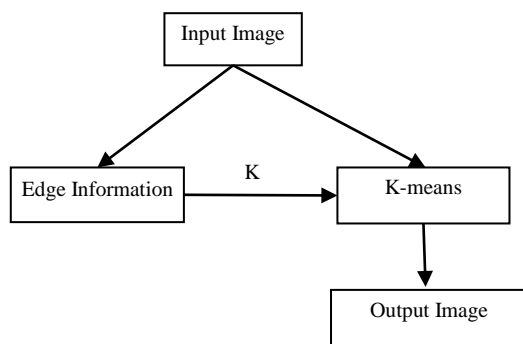 Input Image
Edge Information
K
K-means
Output Image